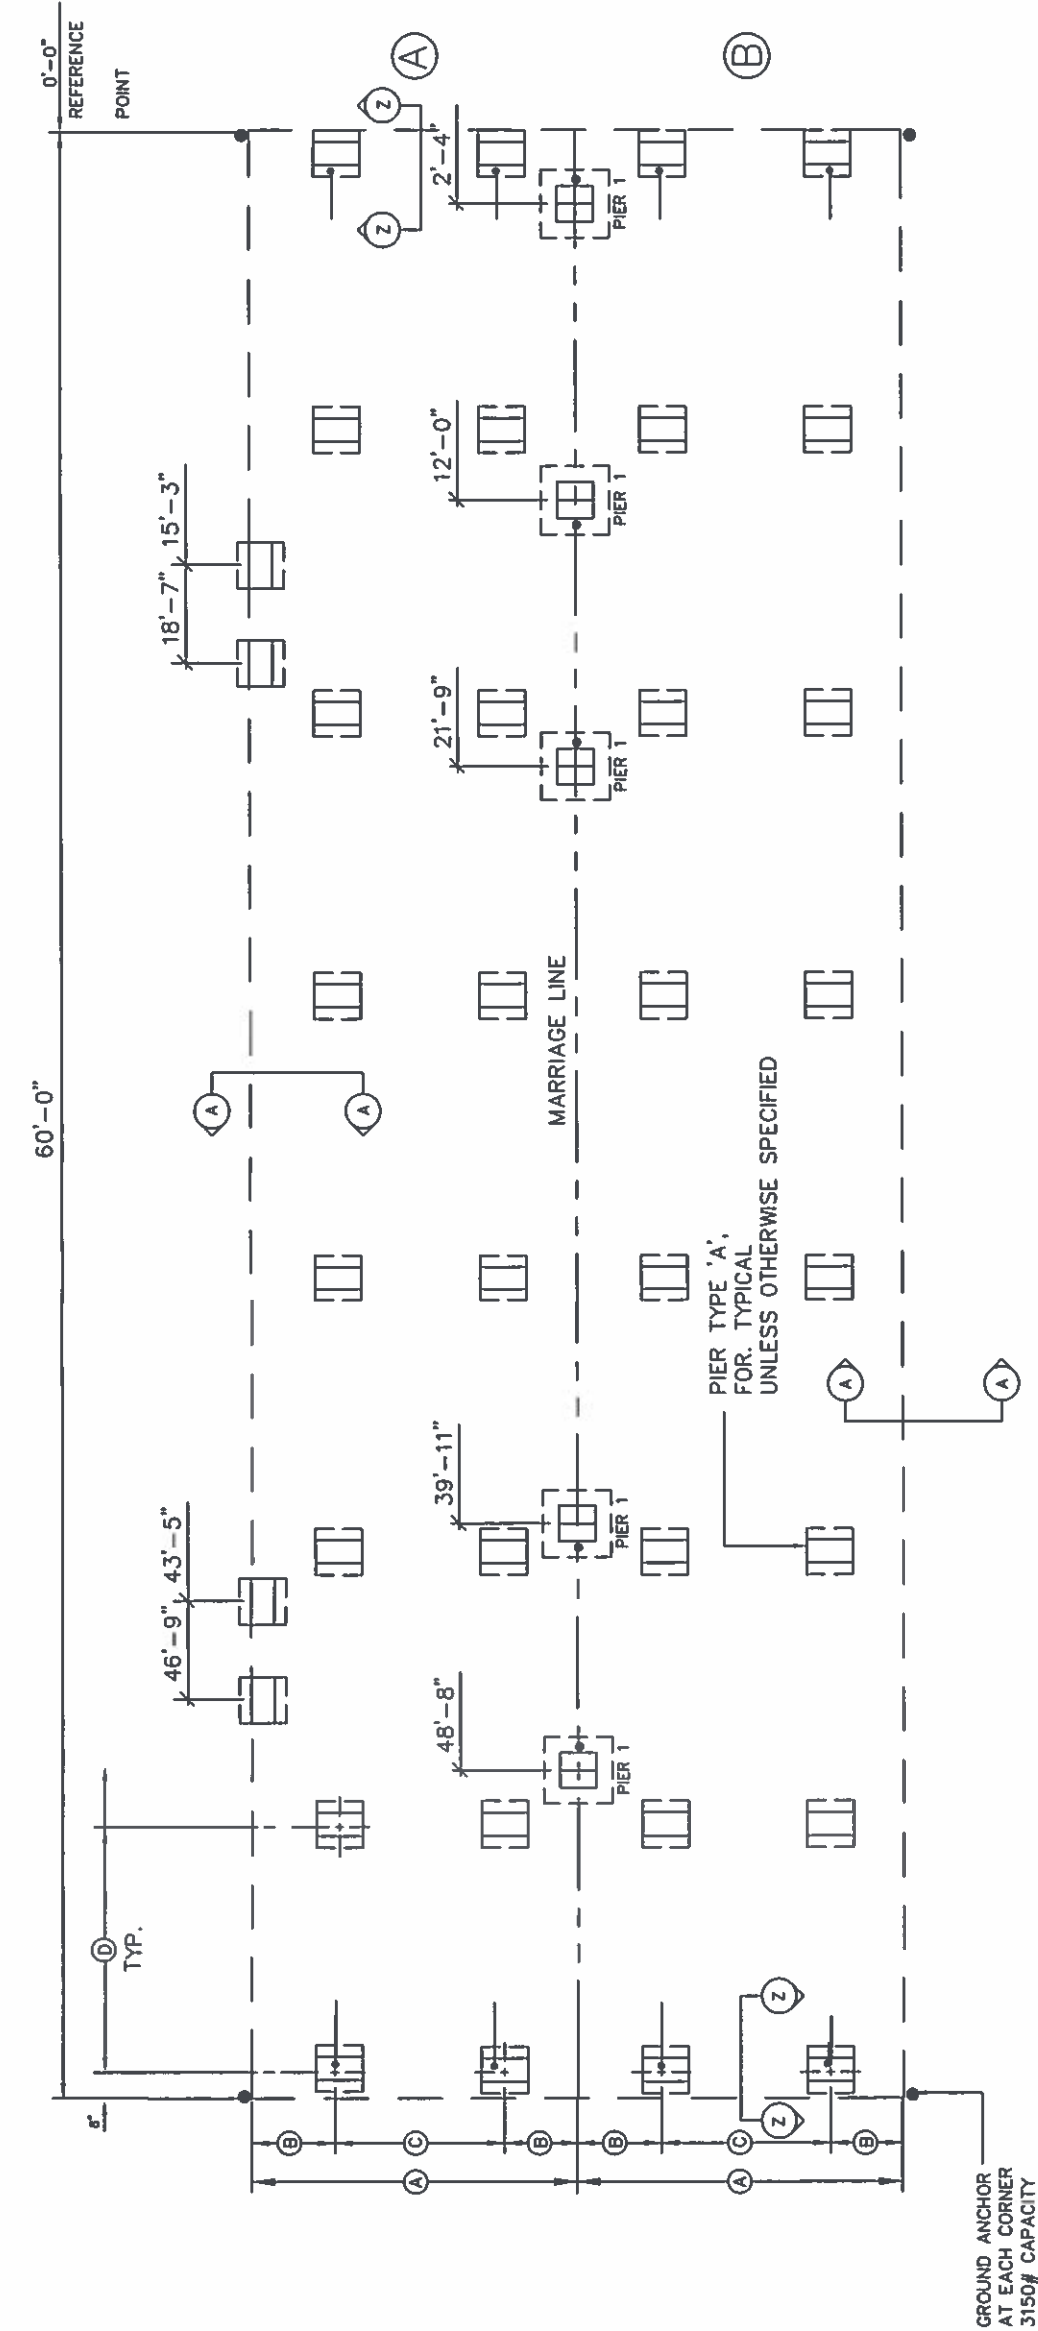 60'-0"
0'-0"
REFERENCE
POINT
8"
D
TYP.
46'-9"
43'-5"
18'-7"
15'-3"
A
A
Z
Z
A
48'-8"
39'-11"
21'-9"
12'-0"
2'-4"
MARRIAGE LINE
PIER 1
PIER 1
PIER 1
PIER 1
PIER 1
B
C
B
B
C
B
A
A
PIER TYPE 'A',
FOR. TYPICAL
UNLESS OTHERWISE SPECIFIED
B
Z
Z
A
A
GROUND ANCHOR
AT EACH CORNER
3150# CAPACITY